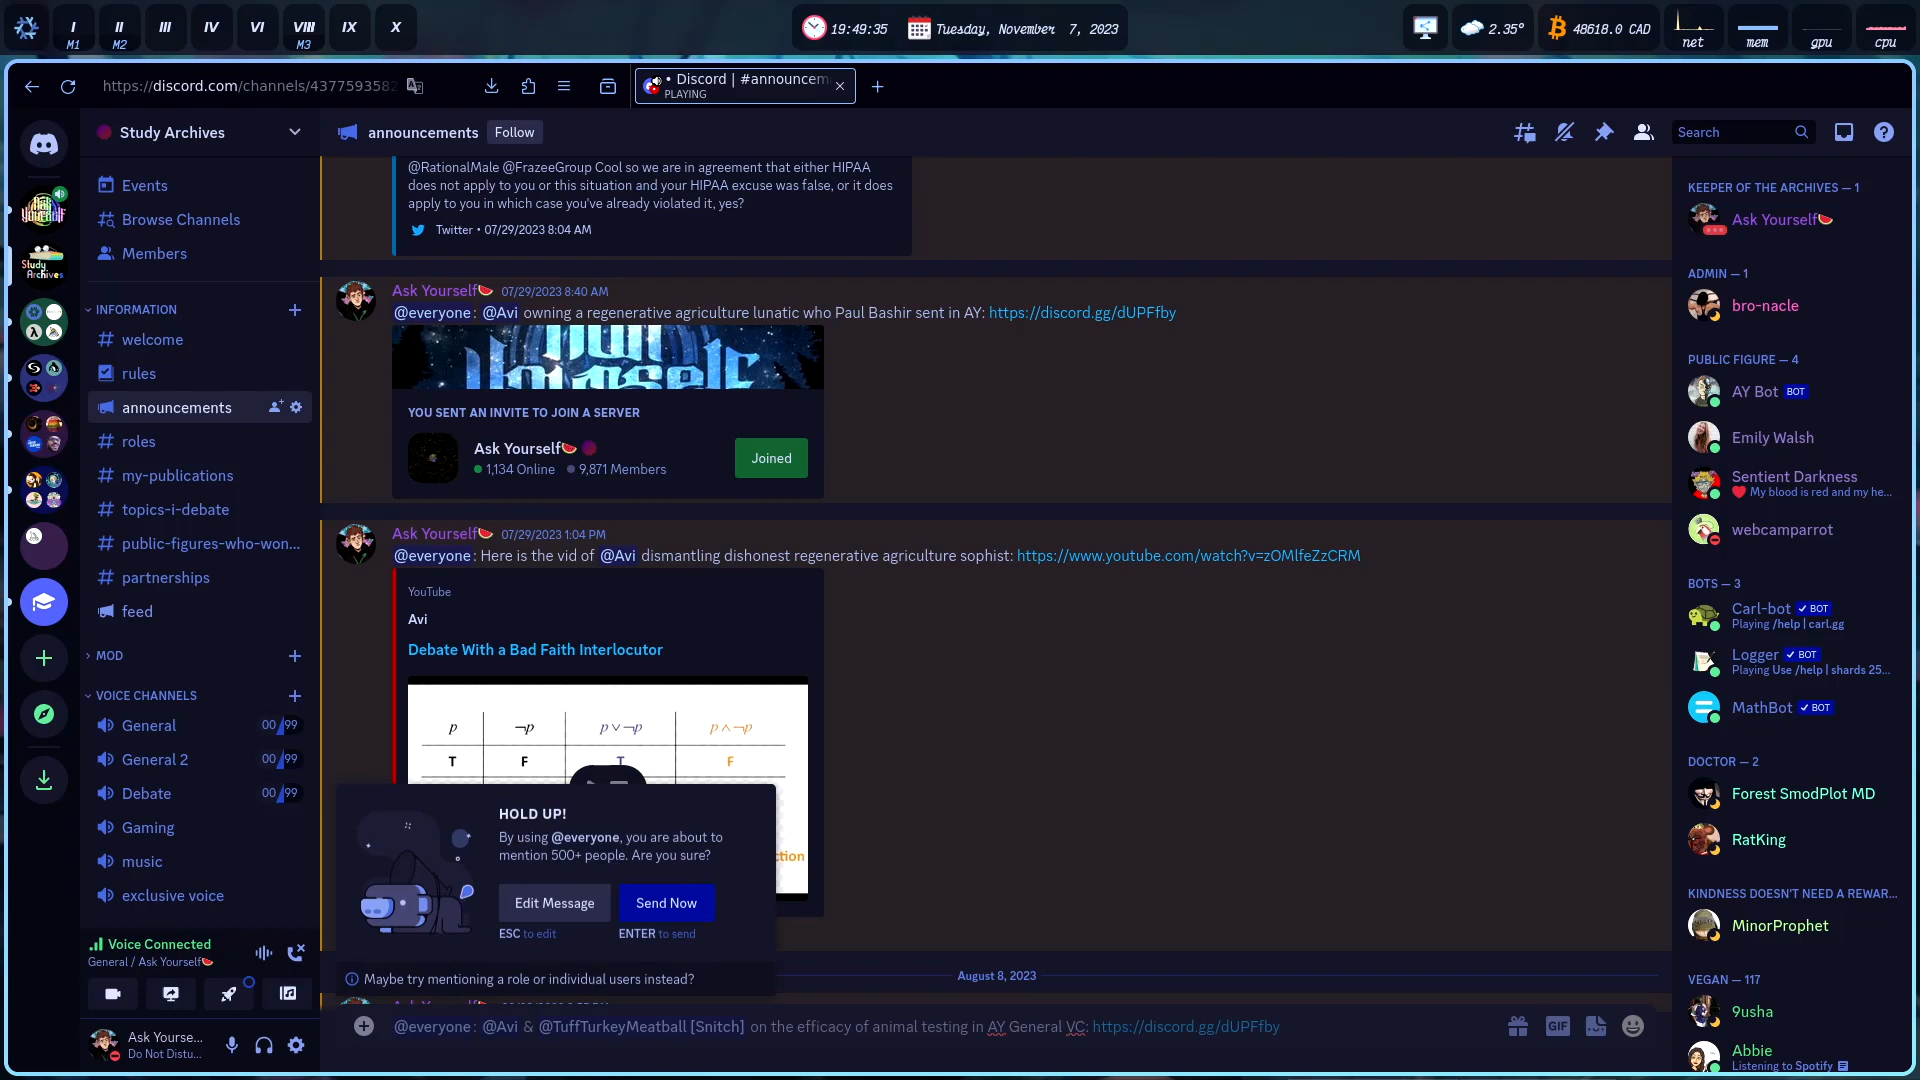 I II III IV VI VIII IX X
M1 M2 M3
19:49:35 Tuesday, November 7, 2023
2.35° 48618.0 CAD net mem gpu cpu
https://discord.com/channels/4377593582
• Discord | #announcem
PLAYING
Study Archives
Events
Browse Channels
Members
INFORMATION
welcome
rules
announcements
roles
my-publications
topics-i-debate
public-figures-who-won...
partnerships
feed
MOD
VOICE CHANNELS
General 00 99
General 2 00 99
Debate 00 99
Gaming
music
exclusive voice
Voice Connected
General / Ask Yourself🍉
Ask Yourse...
Do Not Distu...
announcements Follow
Search
@RationalMale @FrazeeGroup Cool so we are in agreement that either HIPAA
does not apply to you or this situation and your HIPAA excuse was false, or it does
apply to you in which case you've already violated it, yes?
Twitter • 07/29/2023 8:04 AM
Ask Yourself🍉 07/29/2023 8:40 AM
@everyone: @Avi owning a regenerative agriculture lunatic who Paul Bashir sent in AY: https://discord.gg/dUPFfby
YOU SENT AN INVITE TO JOIN A SERVER
Ask Yourself🍉
1,134 Online 9,871 Members
Joined
Ask Yourself🍉 07/29/2023 1:04 PM
@everyone: Here is the vid of @Avi dismantling dishonest regenerative agriculture sophist: https://www.youtube.com/watch?v=zOMlfeZzCRM
YouTube
Avi
Debate With a Bad Faith Interlocutor
p ¬p p∨¬p p∧¬p
T F T F
ction
HOLD UP!
By using @everyone, you are about to
mention 500+ people. Are you sure?
Edit Message Send Now
ESC to edit ENTER to send
Maybe try mentioning a role or individual users instead?
August 8, 2023
@everyone: @Avi & @TuffTurkeyMeatball [Snitch] on the efficacy of animal testing in AY General VC: https://discord.gg/dUPFfby
GIF
KEEPER OF THE ARCHIVES — 1
Ask Yourself🍉
ADMIN — 1
bro-nacle
PUBLIC FIGURE — 4
AY Bot BOT
Emily Walsh
Sentient Darkness
❤️ My blood is red and my he...
webcamparrot
BOTS — 3
Carl-bot ✓ BOT
Playing /help | carl.gg
Logger ✓ BOT
Playing Use /help | shards 25...
MathBot ✓ BOT
DOCTOR — 2
Forest SmodPlot MD
RatKing
KINDNESS DOESN'T NEED A REWAR...
MinorProphet
VEGAN — 117
9usha
Abbie
Listening to Spotify